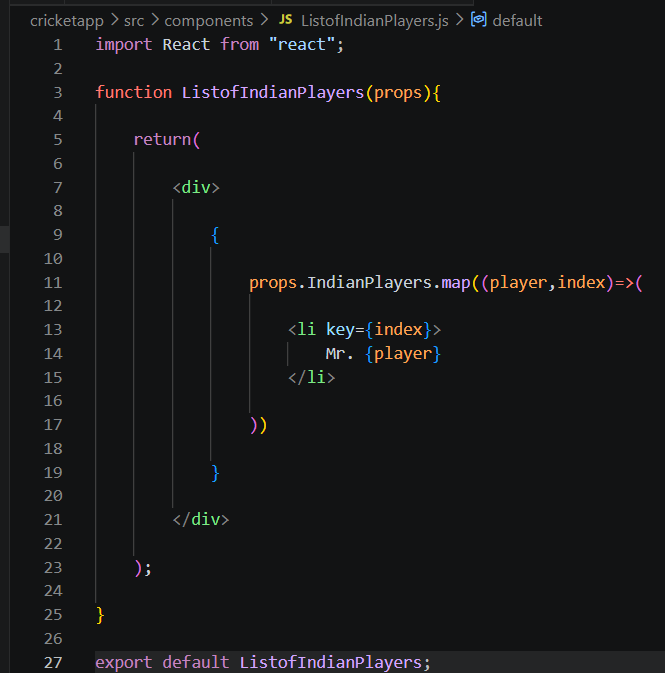 cricketapp > src > components > JS ListofIndianPlayers.js > default
1 import React from "react";
2
3 function ListofIndianPlayers(props){
4
5 return(
6
7 <div>
8
9 {
10
11 props.IndianPlayers.map((player,index)=>(
12
13 <li key={index}>
14 Mr. {player}
15 </li>
16
17 ))
18
19 }
20
21 </div>
22
23 );
24
25 }
26
27 export default ListofIndianPlayers;